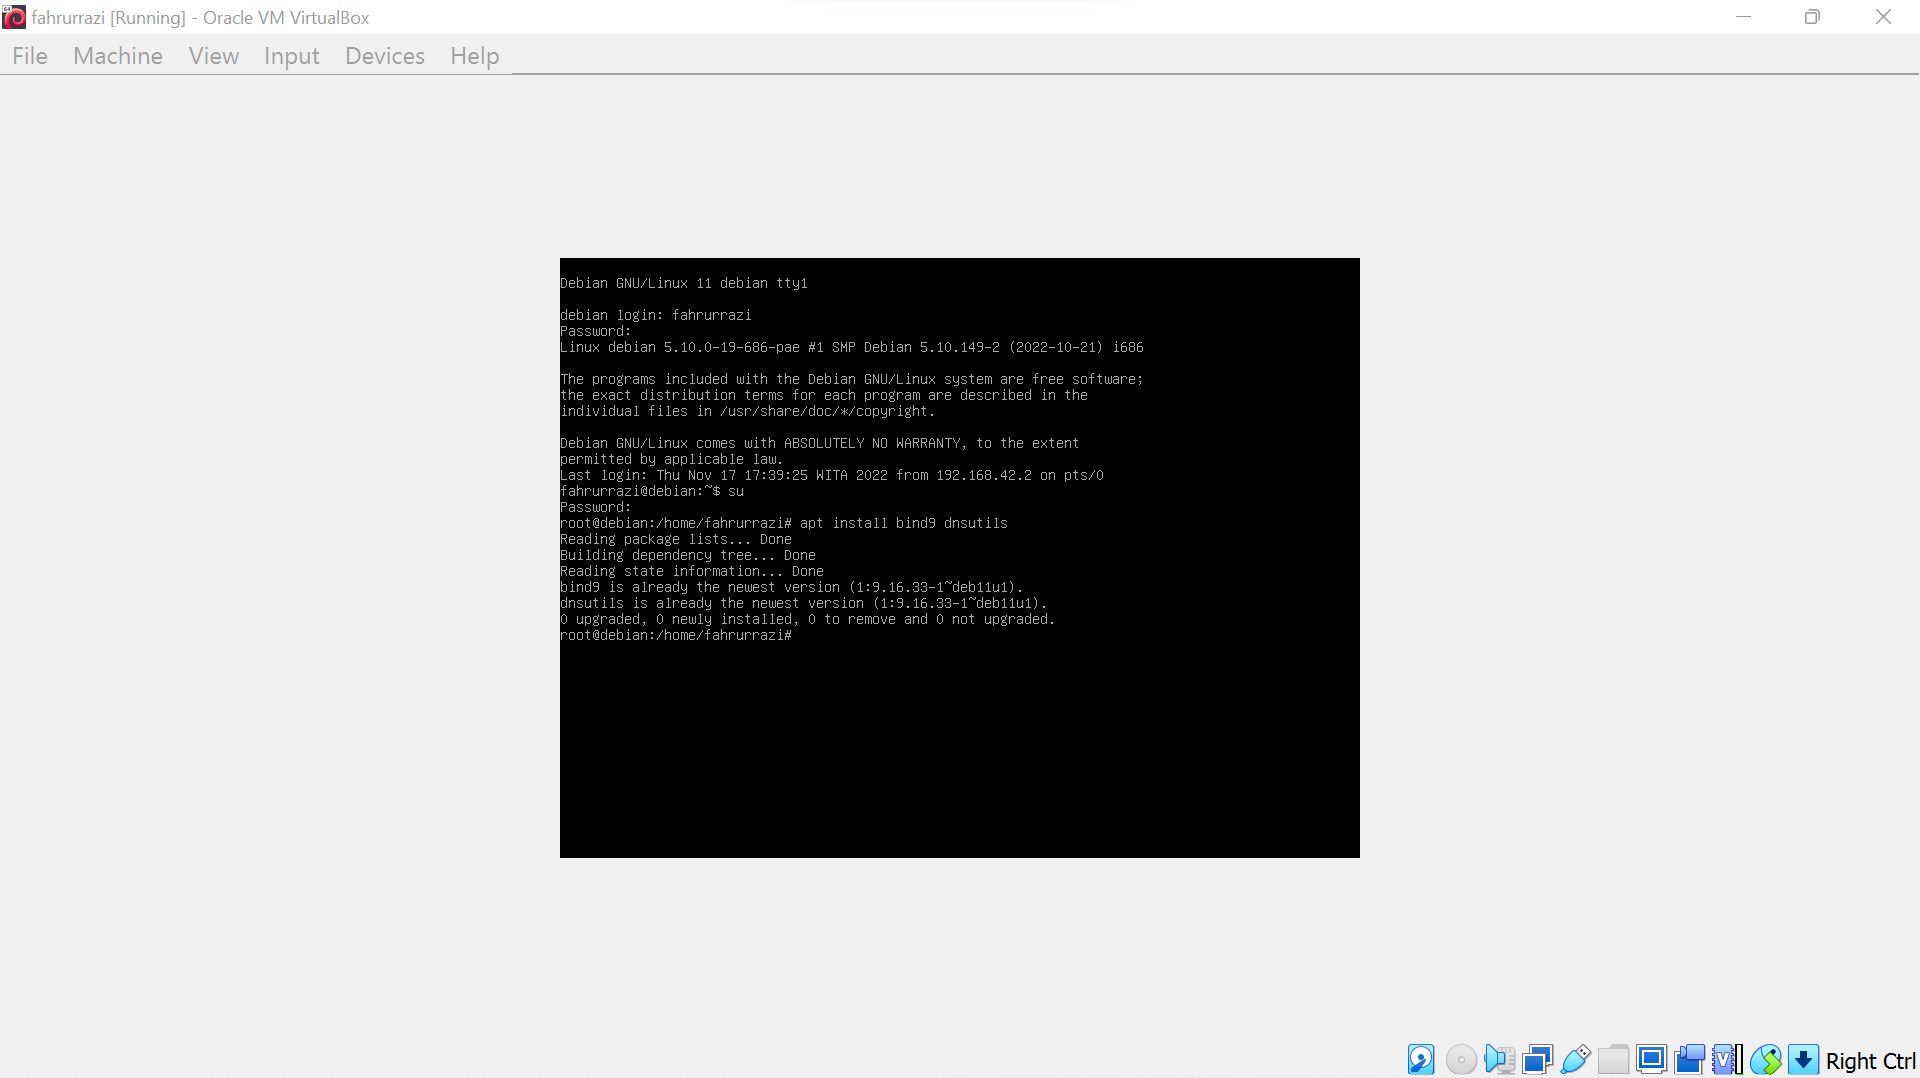 fahrurrazi [Running] - Oracle VM VirtualBox
File Machine View Input Devices Help
Debian GNU/Linux 11 debian tty1
debian login: fahrurrazi
Password:
Linux debian 5.10.0-19-686-pae #1 SMP Debian 5.10.149-2 (2022-10-21) i686
The programs included with the Debian GNU/Linux system are free software;
the exact distribution terms for each program are described in the
individual files in /usr/share/doc/*/copyright.
Debian GNU/Linux comes with ABSOLUTELY NO WARRANTY, to the extent
permitted by applicable law.
Last login: Thu Nov 17 17:39:25 WITA 2022 from 192.168.42.2 on pts/0
fahrurrazi@debian:~$ su
Password:
root@debian:/home/fahrurrazi# apt install bind9 dnsutils
Reading package lists... Done
Building dependency tree... Done
Reading state information... Done
bind9 is already the newest version (1:9.16.33-1~deb11u1).
dnsutils is already the newest version (1:9.16.33-1~deb11u1).
0 upgraded, 0 newly installed, 0 to remove and 0 not upgraded.
root@debian:/home/fahrurrazi#
Right Ctrl